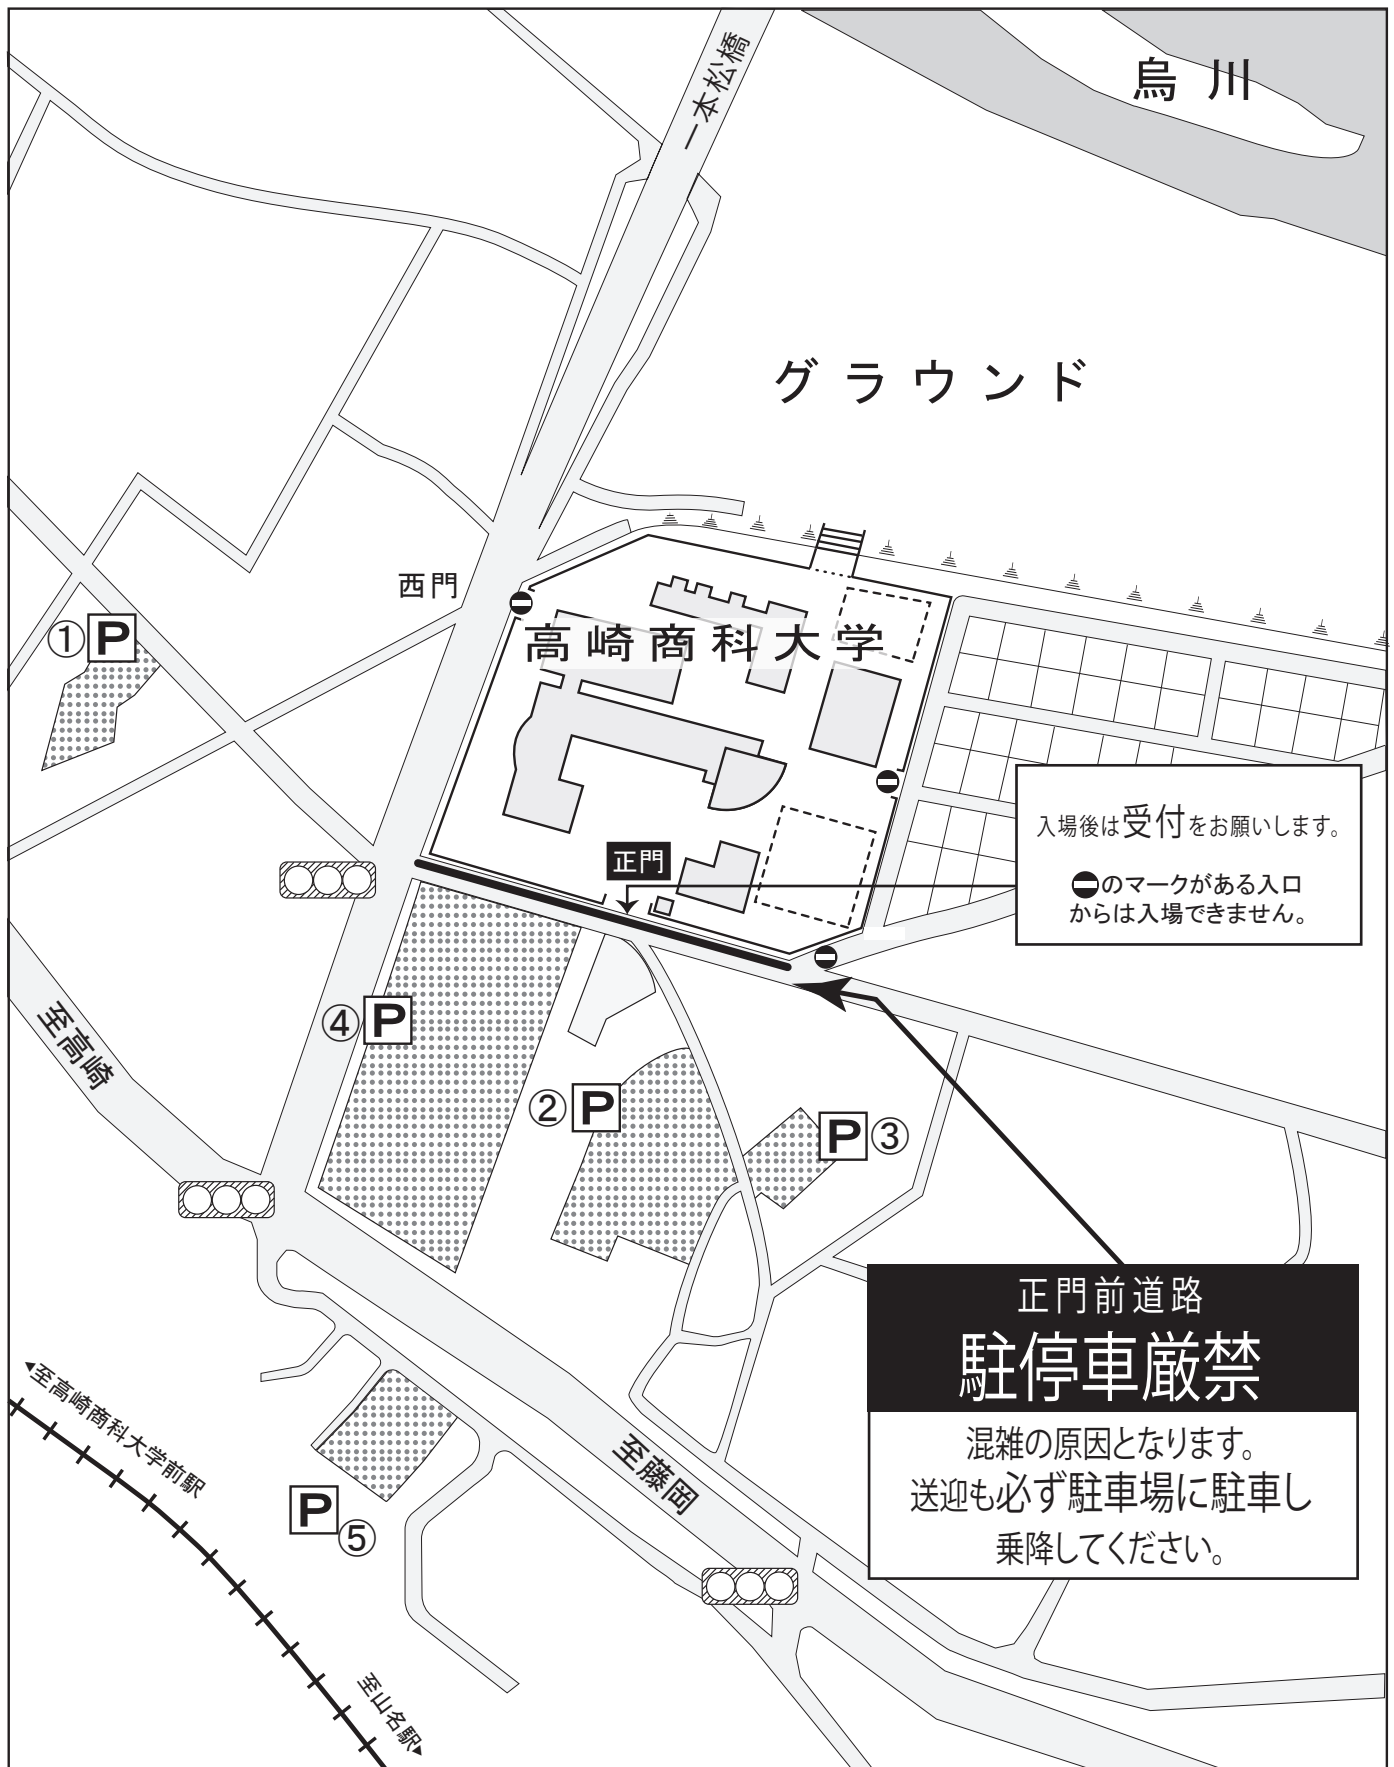 一本松橋
烏川
グラウンド
西門
高崎商科大学
①P
正門
入場後は受付をお願いします。
のマークがある入口
からは入場できません。
④P
至高崎
②P
P③
正門前道路
駐停車厳禁
混雑の原因となります。
送迎も必ず駐車場に駐車し
乗降してください。
至高崎商科大学前駅
至藤岡
P⑤
至山名駅